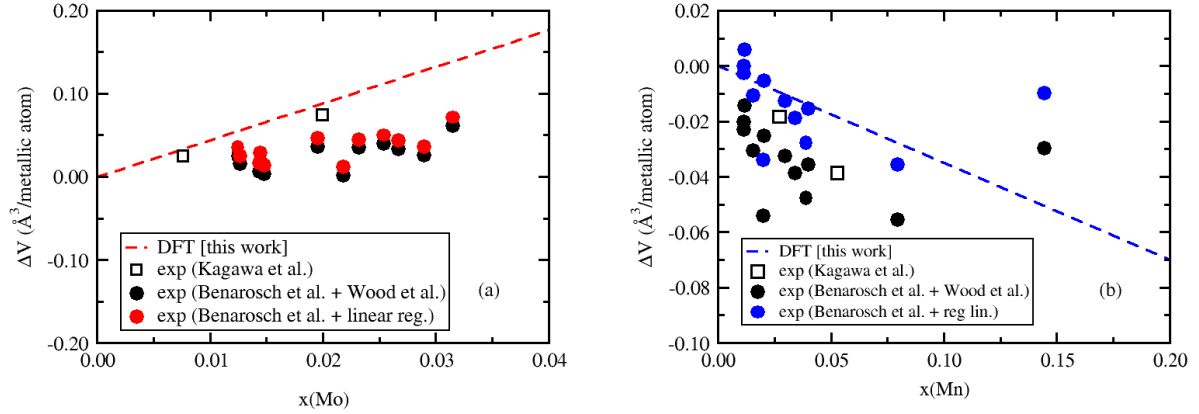 0.20
0.10
0.00
-0.10
-0.20
ΔV (Å³/metallic atom)
DFT [this work]
exp (Kagawa et al.)
exp (Benarosch et al. + Wood et al.)
exp (Benarosch et al. + linear reg.)
(a)
0.00
0.01
0.02
0.03
0.04
x(Mo)
0.02
0.00
-0.02
-0.04
-0.06
-0.08
-0.10
ΔV (Å³/metallic atom)
DFT [this work]
exp (Kagawa et al.)
exp (Benarosch et al. + Wood et al.)
exp (Benarosch et al. + reg lin.)
(b)
0.00
0.05
0.10
0.15
0.20
x(Mn)